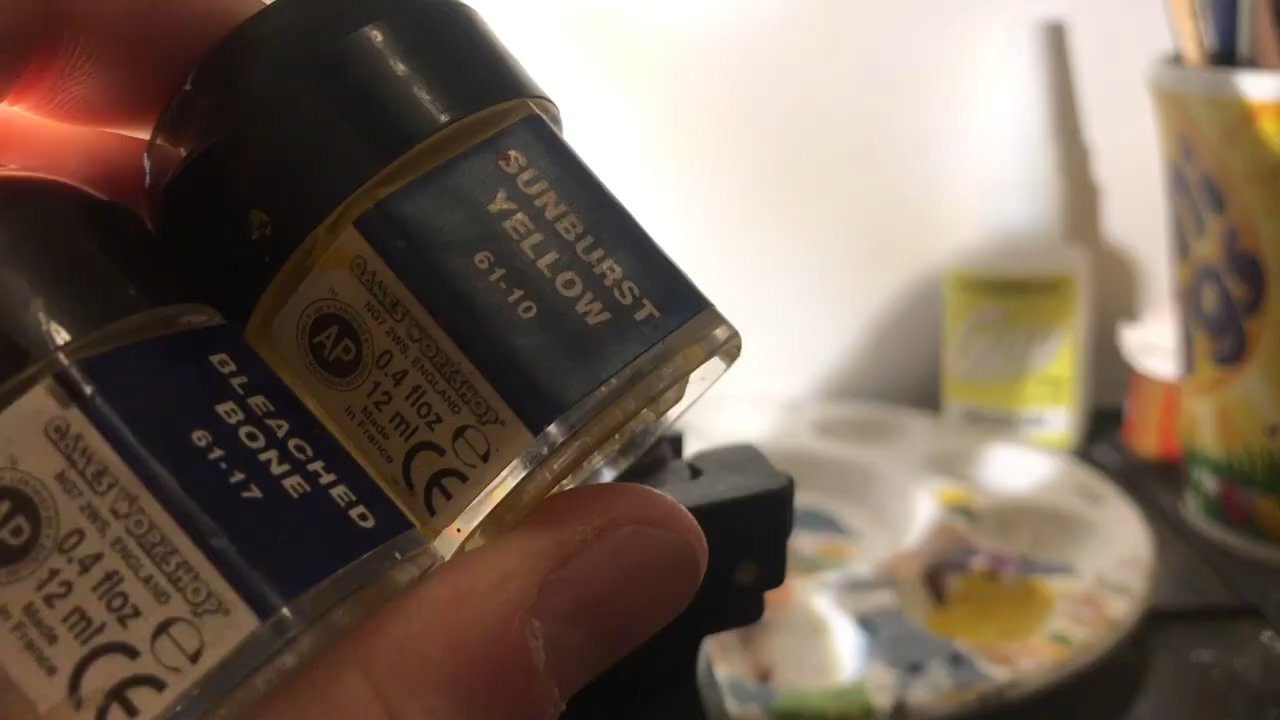 SUNBURST
YELLOW
61-10
GAMES WORKSHOP
NG7 2WS, ENGLAND
AP
0.4 floz e
12 ml CE
Made
in France
BLEACHED
BONE
61-17
GAMES WORKSHOP
NG7 2WS, ENGLAND
AP
0.4 floz e
12 ml CE
Made
in France